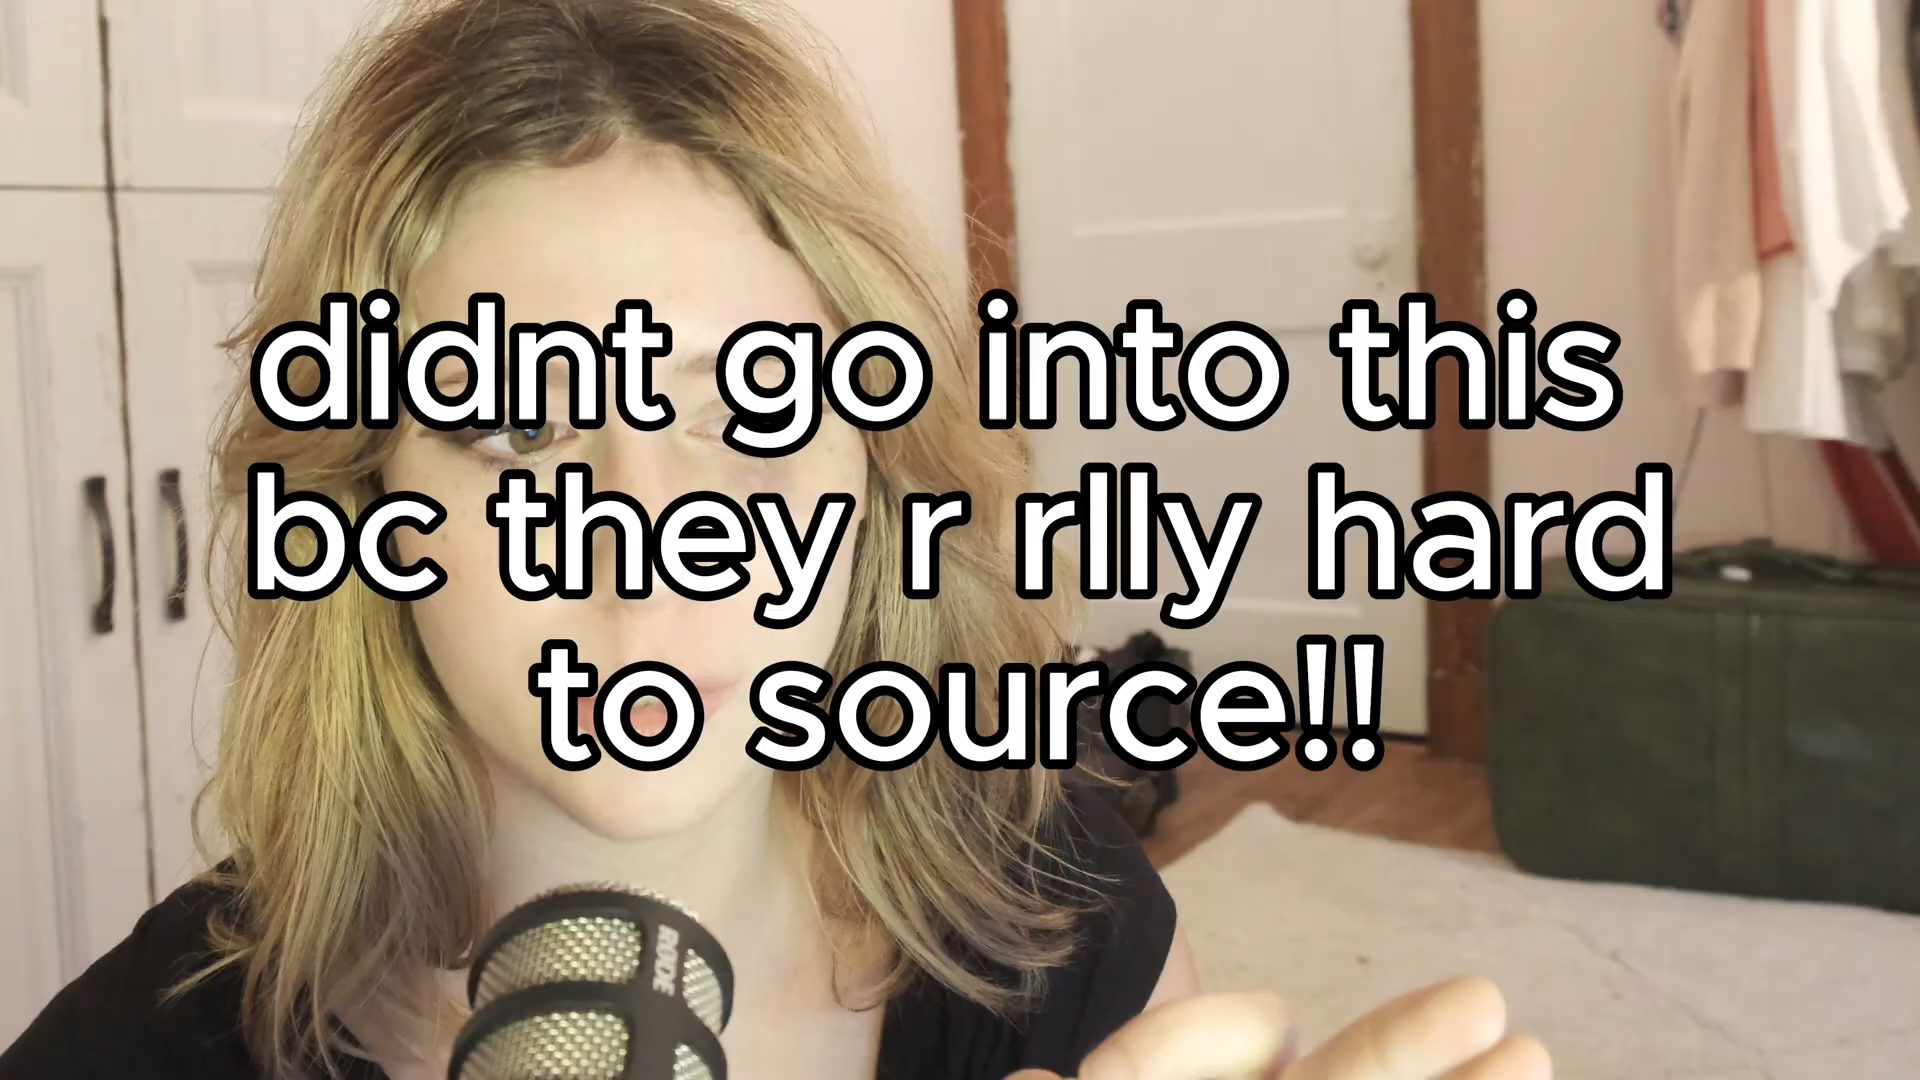 didnt go into this
bc they r rlly hard
to source!!
RODE